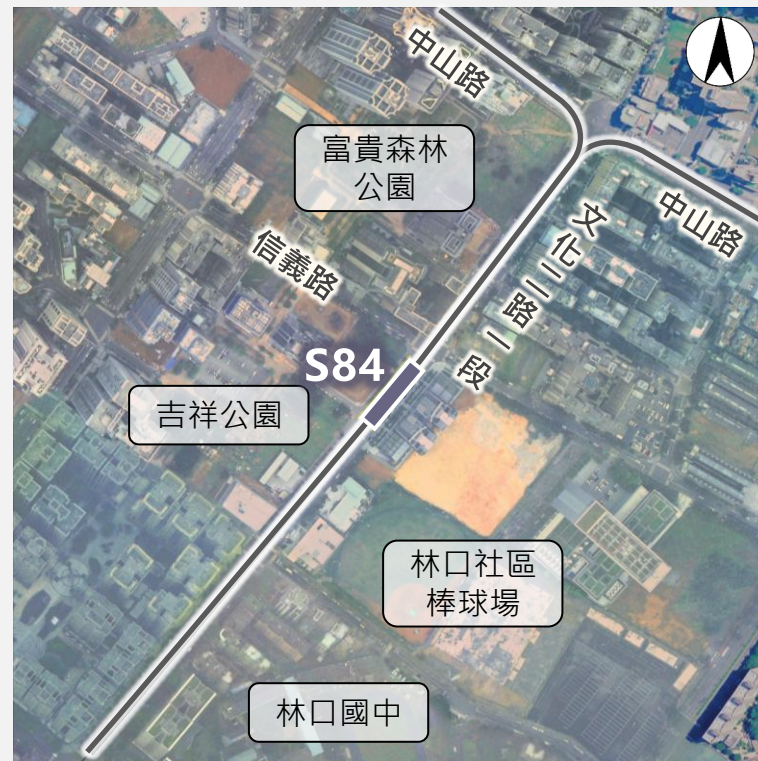 中山路
富貴森林
公園
中山路
文化二路一段
信義路
S84
吉祥公園
林口社區
棒球場
林口國中